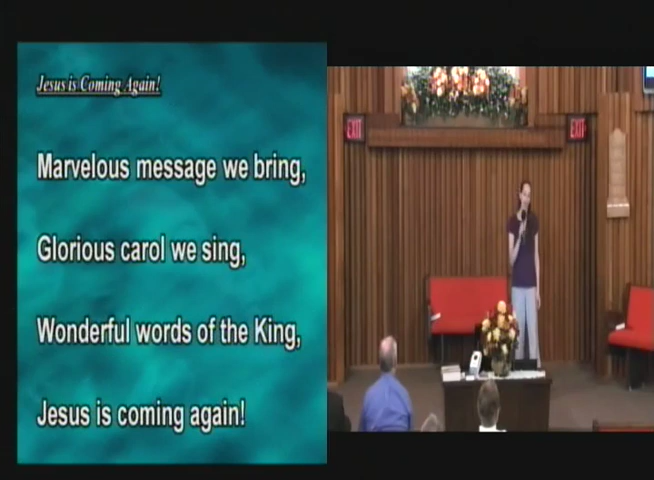 Jesus is Coming Again!
Marvelous message we bring,
Glorious carol we sing,
Wonderful words of the King,
Jesus is coming again!
EXIT
EXIT